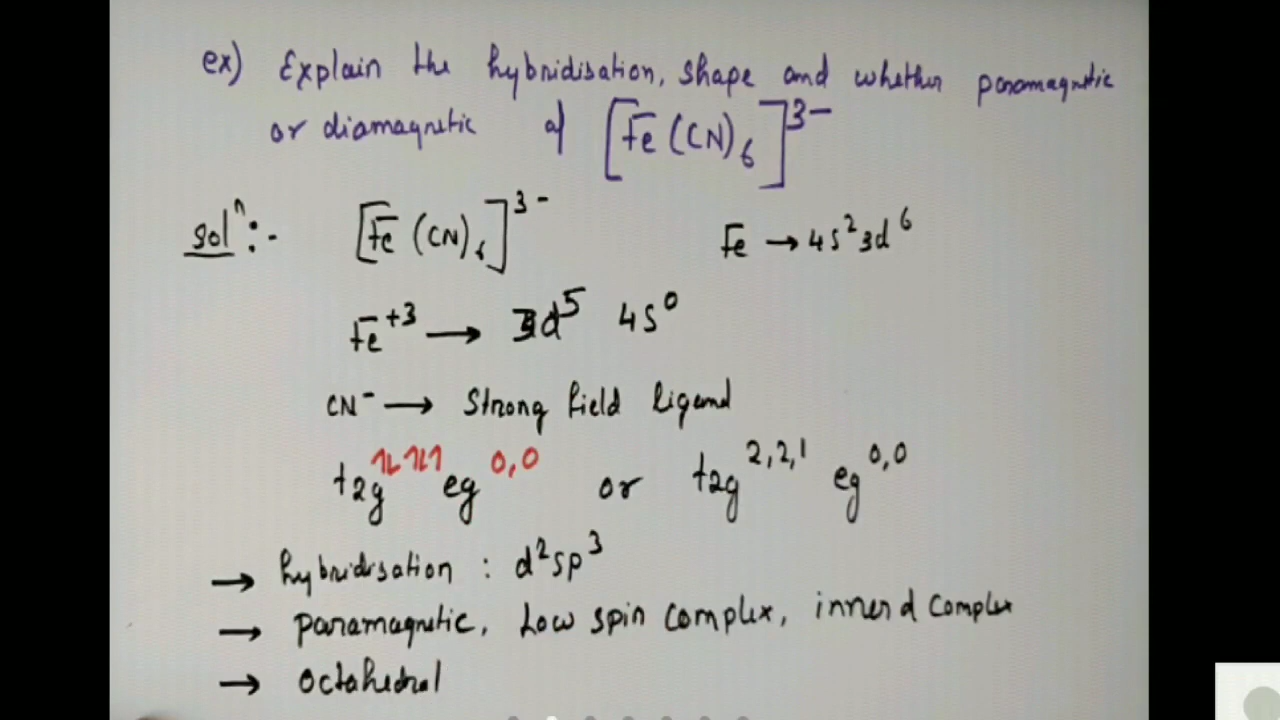 ex) Explain the hybridisation, shape and whether paramagnetic
or diamagnetic of [Fe(CN)6]3-
solⁿ:- [Fe(CN)6]3- Fe → 4s² 3d⁶
Fe⁺³ → 3d⁵ 4s⁰
CN⁻ → Strong field ligand
t2g ↿⇂ ↿⇂ ↿ eg 0,0 or t2g 2,2,1 eg 0,0
→ hybridisation : d²sp³
→ paramagnetic, Low spin complex, inner d complex
→ octahedral